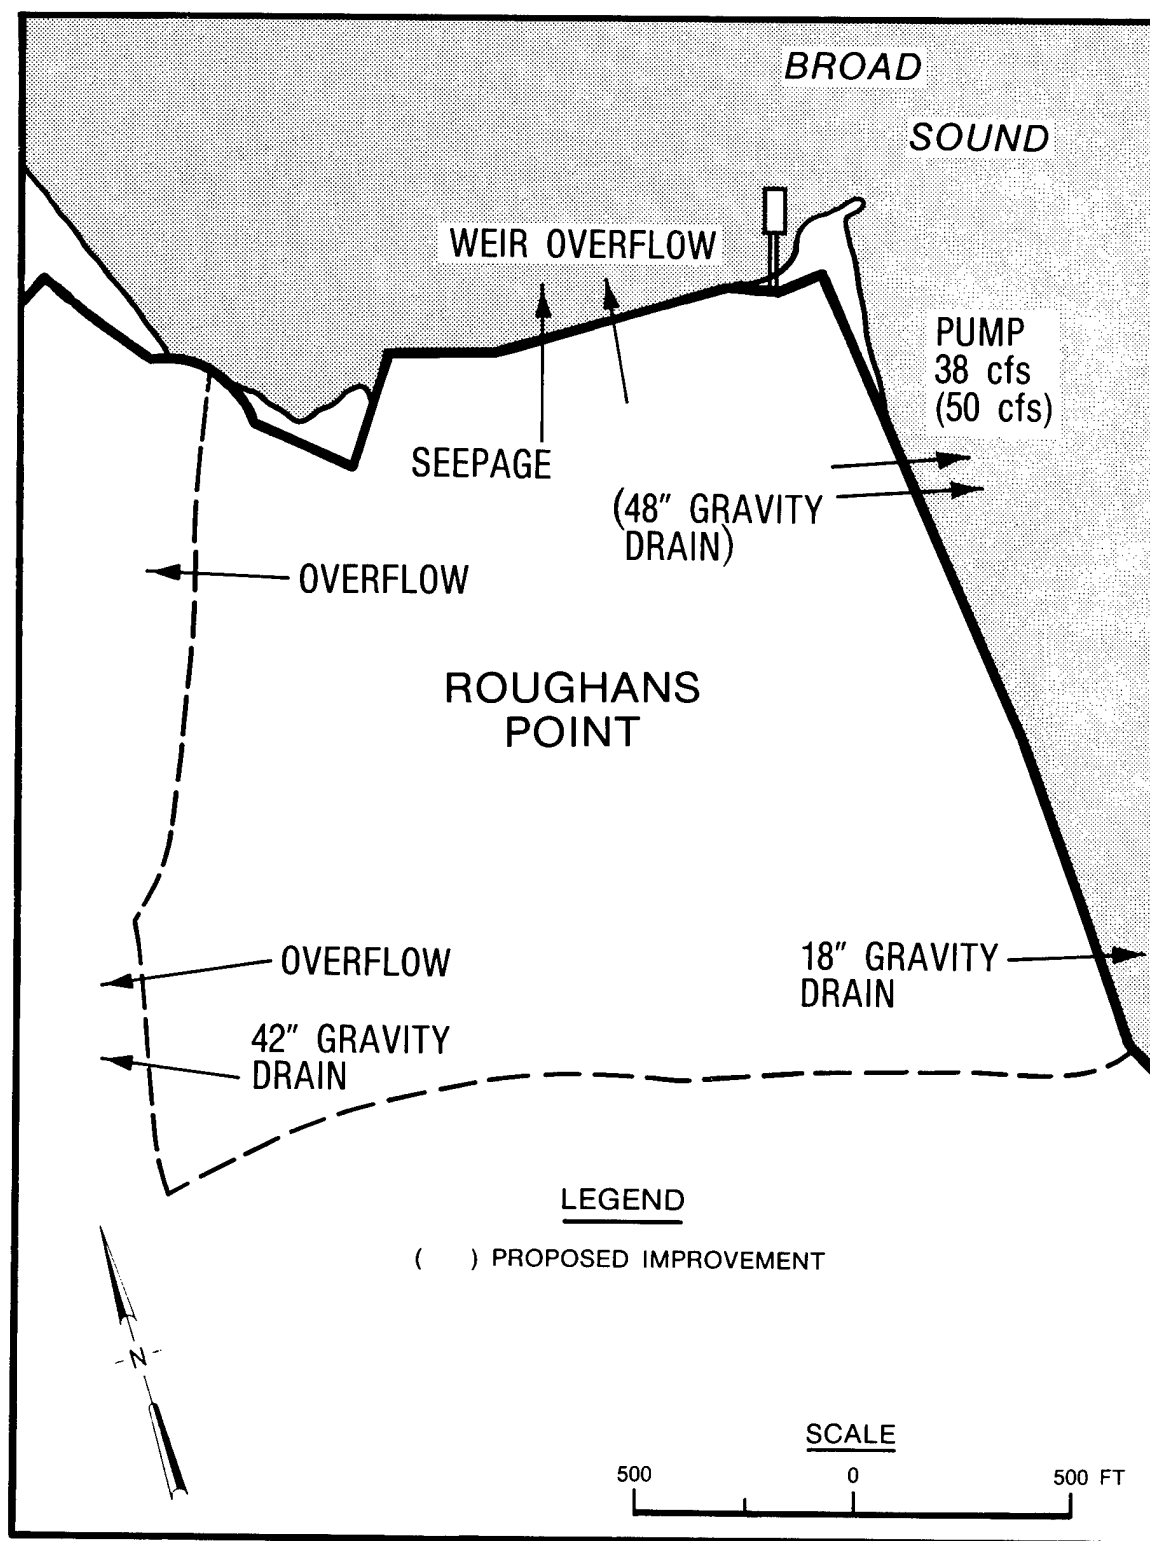 BROAD
SOUND
WEIR OVERFLOW
PUMP
38 cfs
(50 cfs)
SEEPAGE
(48" GRAVITY
DRAIN)
OVERFLOW
ROUGHANS
POINT
OVERFLOW
18" GRAVITY
DRAIN
42" GRAVITY
DRAIN
LEGEND
( ) PROPOSED IMPROVEMENT
N
SCALE
500 0 500 FT